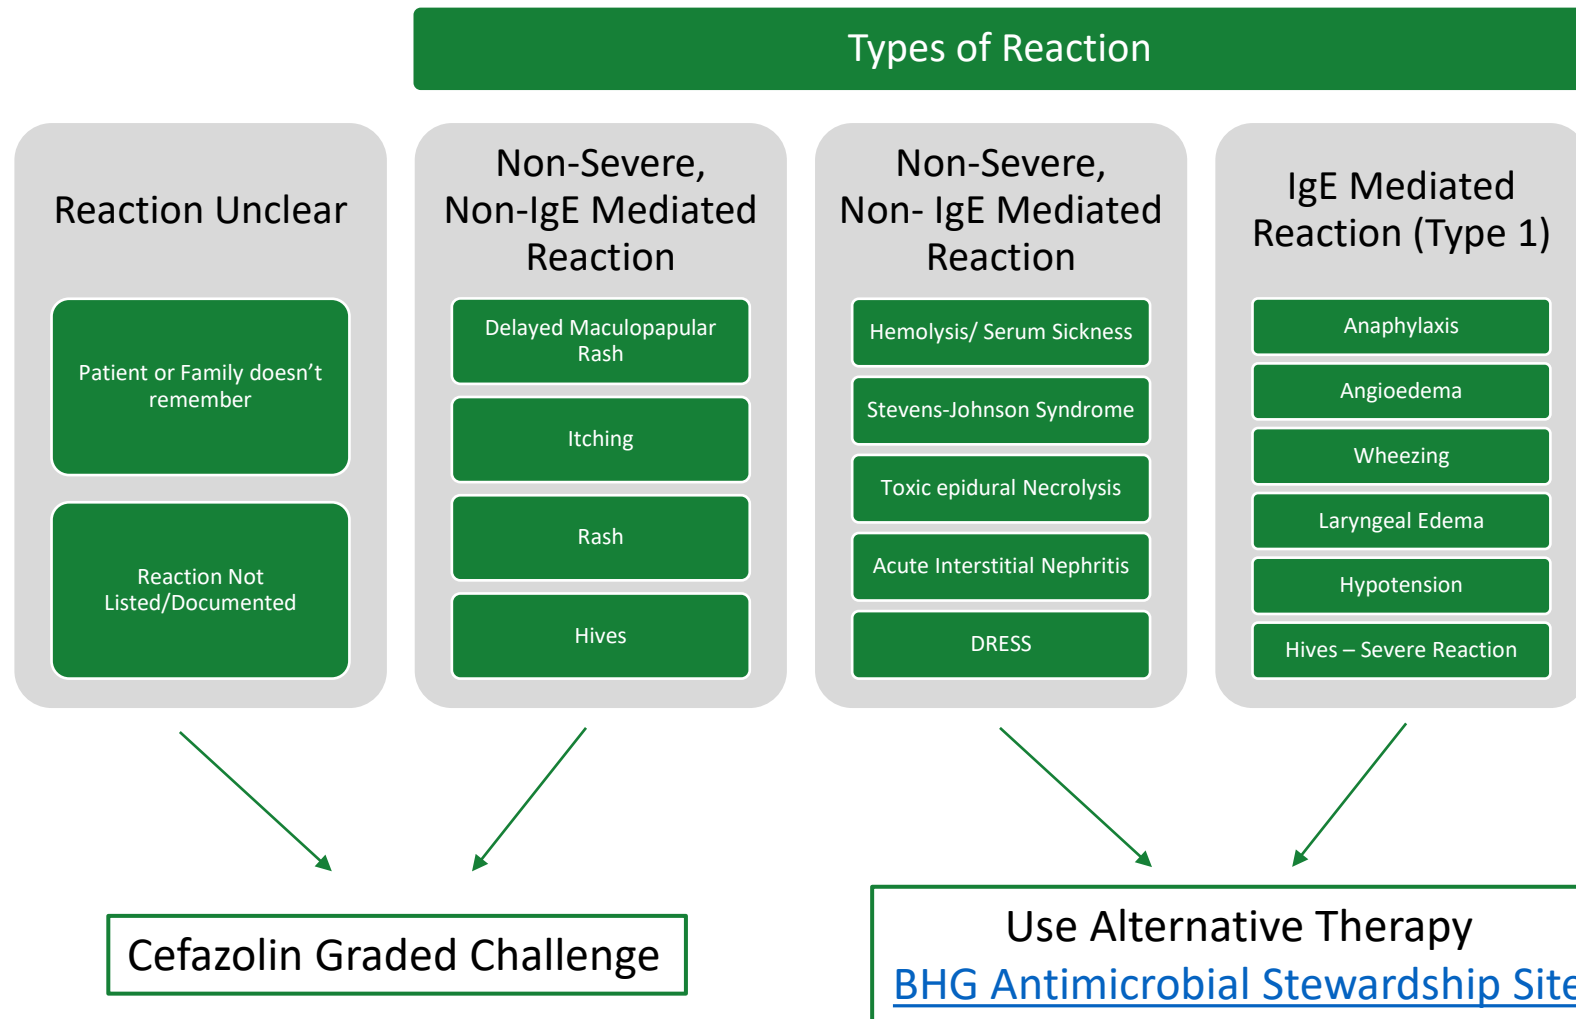 Types of Reaction
Reaction Unclear
Patient or Family doesn’t
remember
Reaction Not
Listed/Documented
Non-Severe,
Non-IgE Mediated
Reaction
Delayed Maculopapular
Rash
Itching
Rash
Hives
Non-Severe,
Non- IgE Mediated
Reaction
Hemolysis/ Serum Sickness
Stevens-Johnson Syndrome
Toxic epidural Necrolysis
Acute Interstitial Nephritis
DRESS
IgE Mediated
Reaction (Type 1)
Anaphylaxis
Angioedema
Wheezing
Laryngeal Edema
Hypotension
Hives – Severe Reaction
Cefazolin Graded Challenge
Use Alternative Therapy
BHG Antimicrobial Stewardship Site